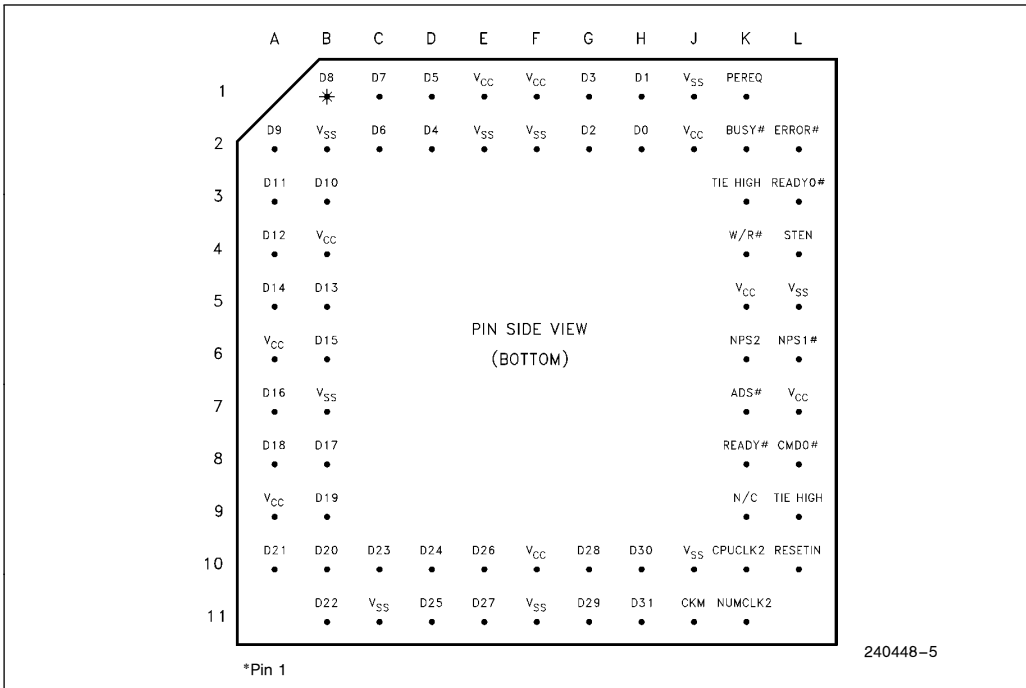 A B C D E F G H J K L
D8 D7 D5 VCC VCC D3 D1 VSS PEREQ
1
D9 VSS D6 D4 VSS VSS D2 D0 VCC BUSY# ERROR#
2
D11 D10 TIE HIGH READY0#
3
D12 VCC W/R# STEN
4
D14 D13 VCC VSS
5
PIN SIDE VIEW
VCC D15 NPS2 NPS1#
6
(BOTTOM)
D16 VSS ADS# VCC
7
D18 D17 READY# CMD0#
8
VCC D19 N/C TIE HIGH
9
D21 D20 D23 D24 D26 VCC D28 D30 VSS CPUCLK2 RESETIN
10
D22 VSS D25 D27 VSS D29 D31 CKM NUMCLK2
11
240448-5
*Pin 1